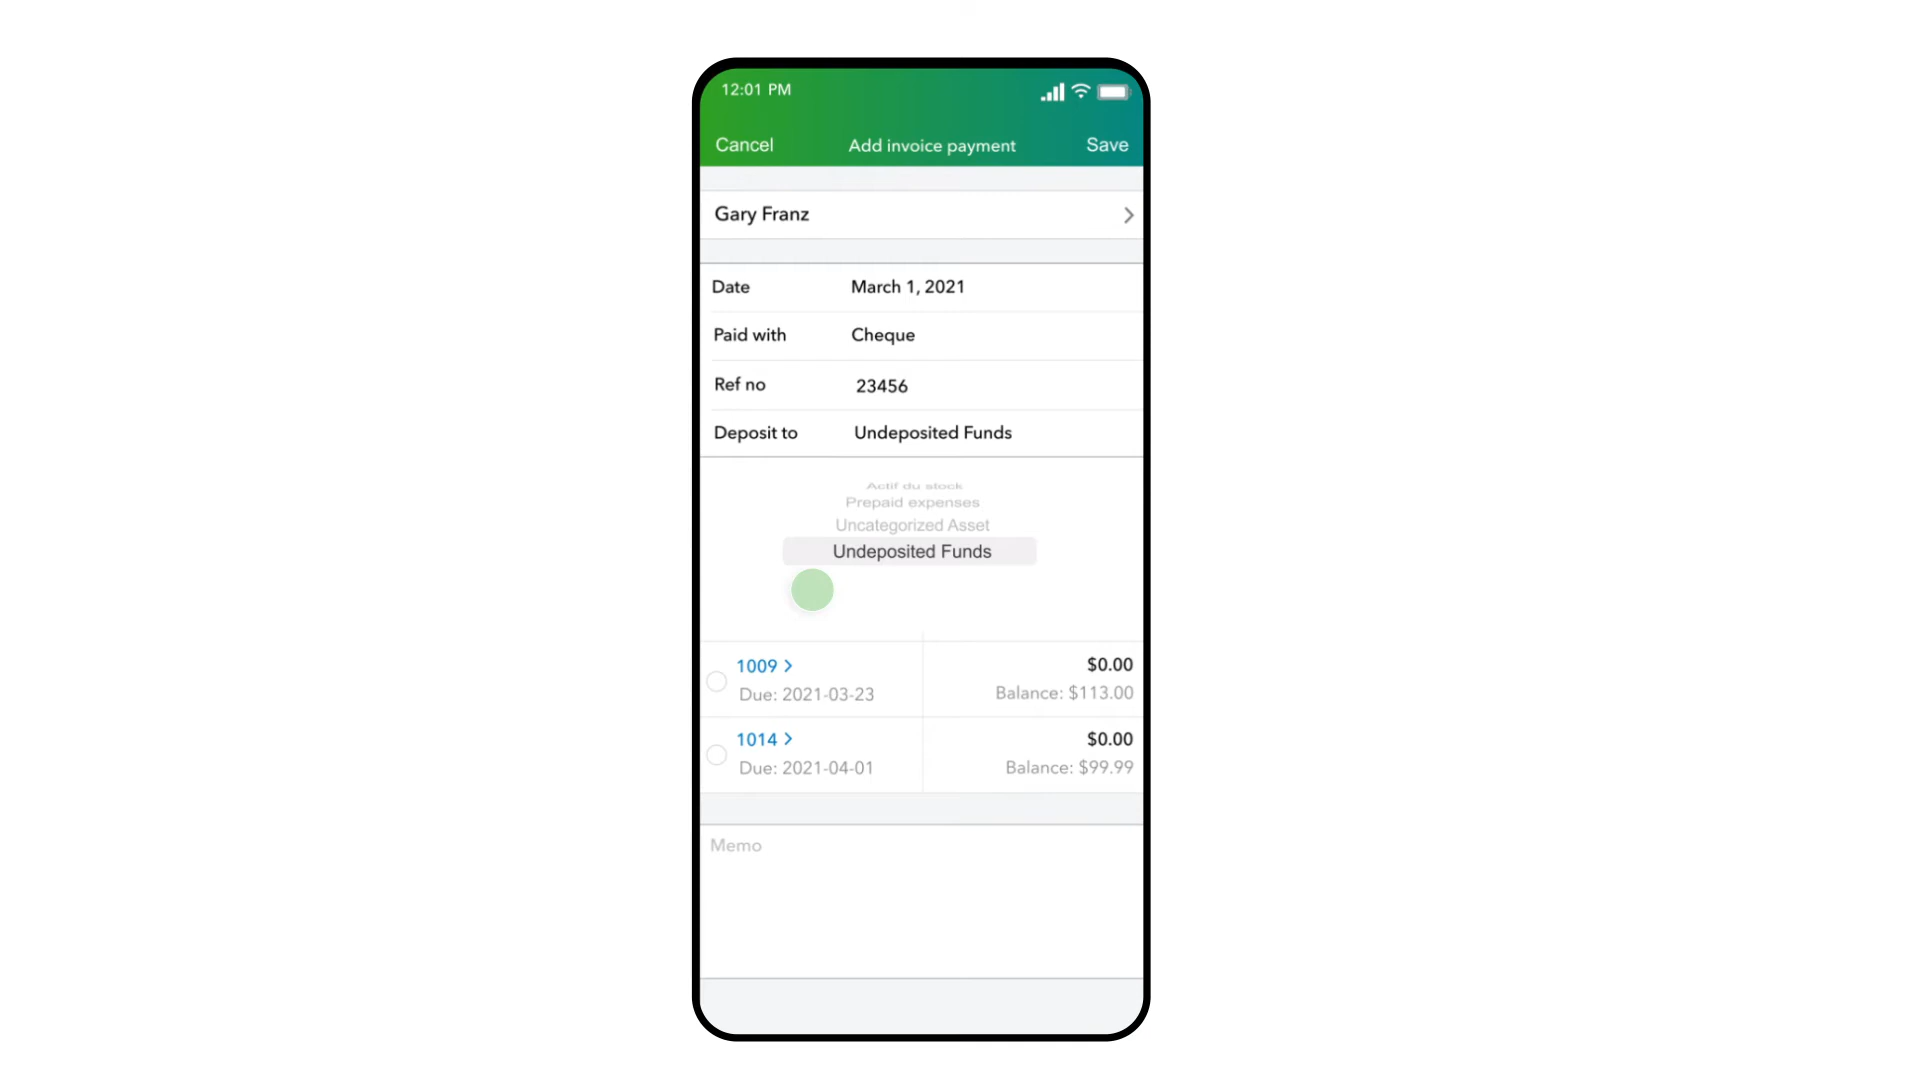 12:01 PM
Cancel Add invoice payment Save
Gary Franz
Date March 1, 2021
Paid with Cheque
Ref no 23456
Deposit to Undeposited Funds
Actif du stock
Prepaid expenses
Uncategorized Asset
Undeposited Funds
1009 > $0.00
Due: 2021-03-23 Balance: $113.00
1014 > $0.00
Due: 2021-04-01 Balance: $99.99
Memo